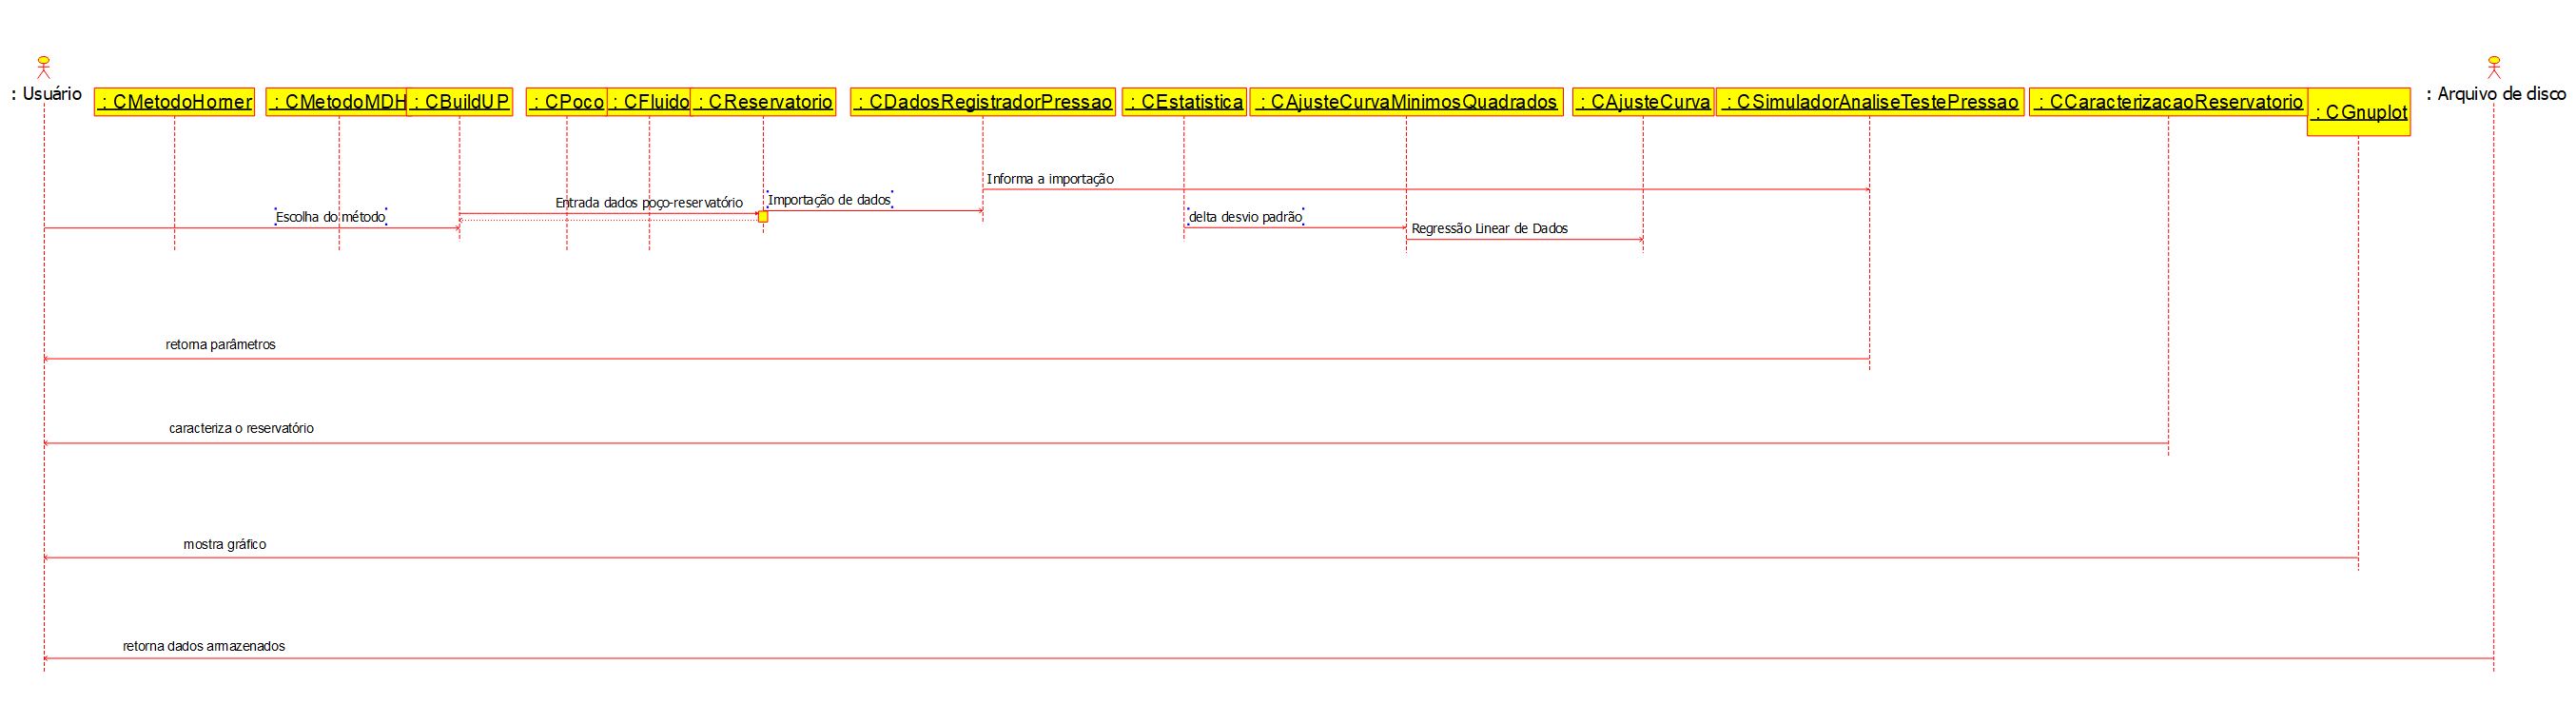 : Usuário
: CMetodoHorner
: CMetodoMDH
: CBuildUP
: CPoco
: CFluido
: CReservatorio
: CDadosRegistradorPressao
: CEstatistica
: CAjusteCurvaMinimosQuadrados
: CAjusteCurva
: CSimuladorAnaliseTestePressao
: CCaracterizacaoReservatorio
: CGnuplot
: Arquivo de disco
Informa a importação
Importação de dados
Entrada dados poço-reservatório
Escolha do método
delta desvio padrão
Regressão Linear de Dados
retorna parâmetros
caracteriza o reservatório
mostra gráfico
retorna dados armazenados